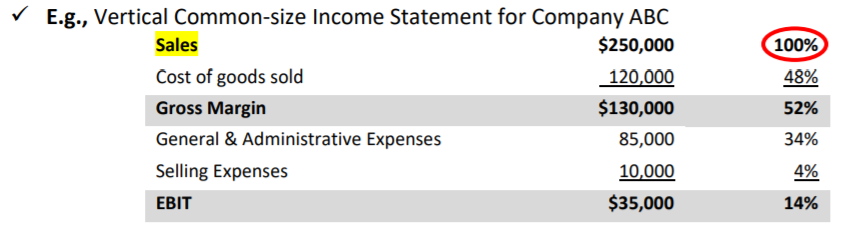 ✓ E.g., Vertical Common-size Income Statement for Company ABC
Sales $250,000 100%
Cost of goods sold 120,000 48%
Gross Margin $130,000 52%
General & Administrative Expenses 85,000 34%
Selling Expenses 10,000 4%
EBIT $35,000 14%